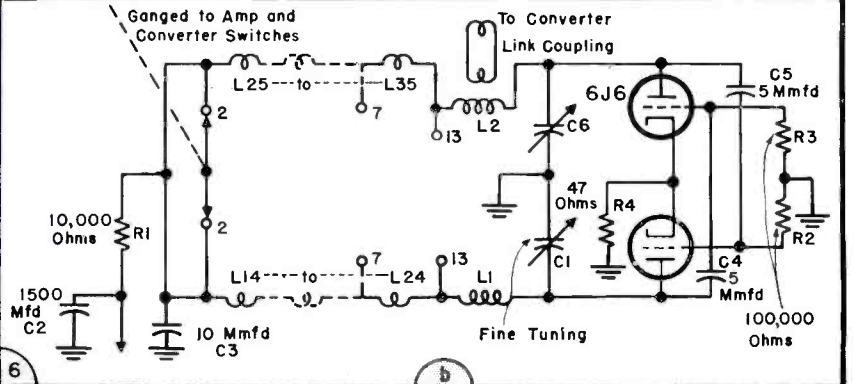 Ganged to Amp and
Converter Switches
To Converter
Link Coupling
L25----to----L35
2
7
13
L2
C6
6J6
C5
5 Mmfd
R3
10,000
Ohms
R1
2
47
Ohms
R4
R2
L14----to----L24
7
13
L1
C1
C4
5
Mmfd
1500
Mfd
C2
10 Mmfd
C3
Fine Tuning
100,000
Ohms
6
b